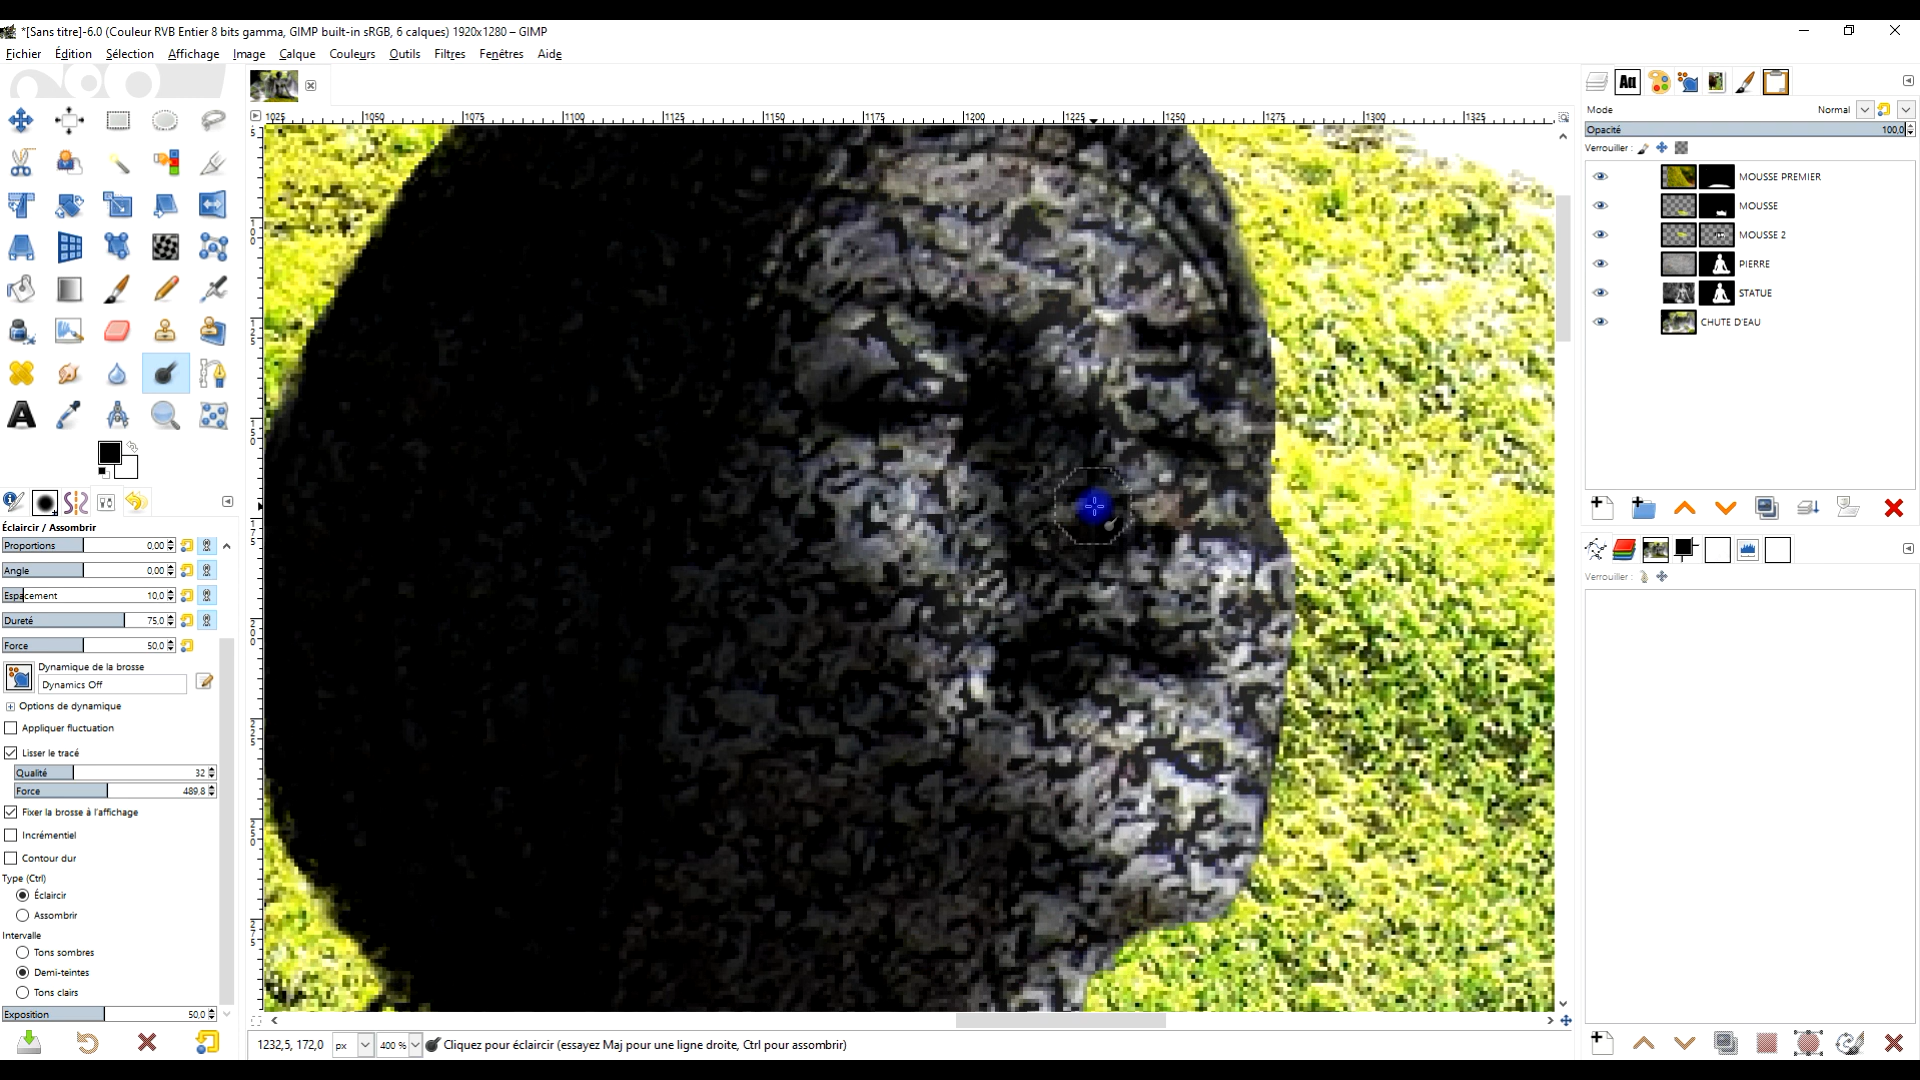 *[Sans titre]-6.0 (Couleur RVB Entier 8 bits gamma, GIMP built-in sRGB, 6 calques) 1920x1280 – GIMP
Fichier Édition Sélection Affichage Image Calque Couleurs Outils Filtres Fenêtres Aide
1025 1050 1075 1100 1125 1150 1175 1200 1225 1250 1275 1300 1325
Éclaircir / Assombrir
Proportions 0,00
Angle 0,00
Espacement 10,0
Dureté 75,0
Force 50,0
Dynamique de la brosse
Dynamics Off
Options de dynamique
Appliquer fluctuation
Lisser le tracé
Qualité 32
Force 489.8
Fixer la brosse à l'affichage
Incrémentiel
Contour dur
Type (Ctrl)
Éclaircir
Assombrir
Intervalle
Tons sombres
Demi-teintes
Tons clairs
Exposition 50,0
1232,5, 172,0 px 400 % Cliquez pour éclaircir (essayez Maj pour une ligne droite, Ctrl pour assombrir)
Aa
Mode Normal
Opacité 100,0
Verrouiller :
MOUSSE PREMIER
MOUSSE
MOUSSE 2
PIERRE
STATUE
CHUTE D'EAU
Verrouiller :